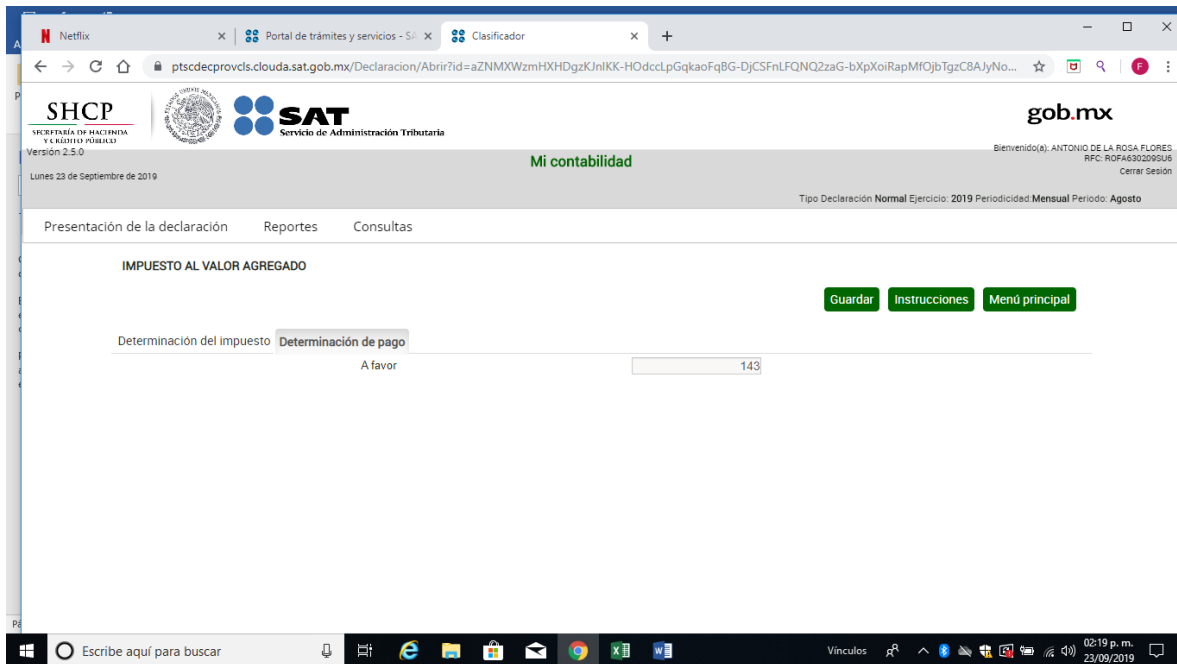 Netflix
Portal de trámites y servicios - SA
Clasificador
ptscdecprovcls.clouda.sat.gob.mx/Declaracion/Abrir?id=aZNMXWzmHXHDgzKJnIKK-HOdccLpGqkaoFqBG-DjCSFnLFQNQ2zaG-bXpXoiRapMfOjbTgzC8AJyNo...
F
SHCP
SECRETARÍA DE HACIENDA
Y CRÉDITO PÚBLICO
SAT
Servicio de Administración Tributaria
gob.mx
Versión 2.5.0
Mi contabilidad
Bienvenido(a): ANTONIO DE LA ROSA FLORES
RFC: ROFA630209SU6
Cerrar Sesión
Lunes 23 de Septiembre de 2019
Tipo Declaración Normal Ejercicio: 2019 Periodicidad:Mensual Periodo: Agosto
Presentación de la declaración Reportes Consultas
IMPUESTO AL VALOR AGREGADO
Guardar Instrucciones Menú principal
Determinación del impuesto Determinación de pago
A favor 143
Escribe aquí para buscar
Vínculos
02:19 p. m.
23/09/2019